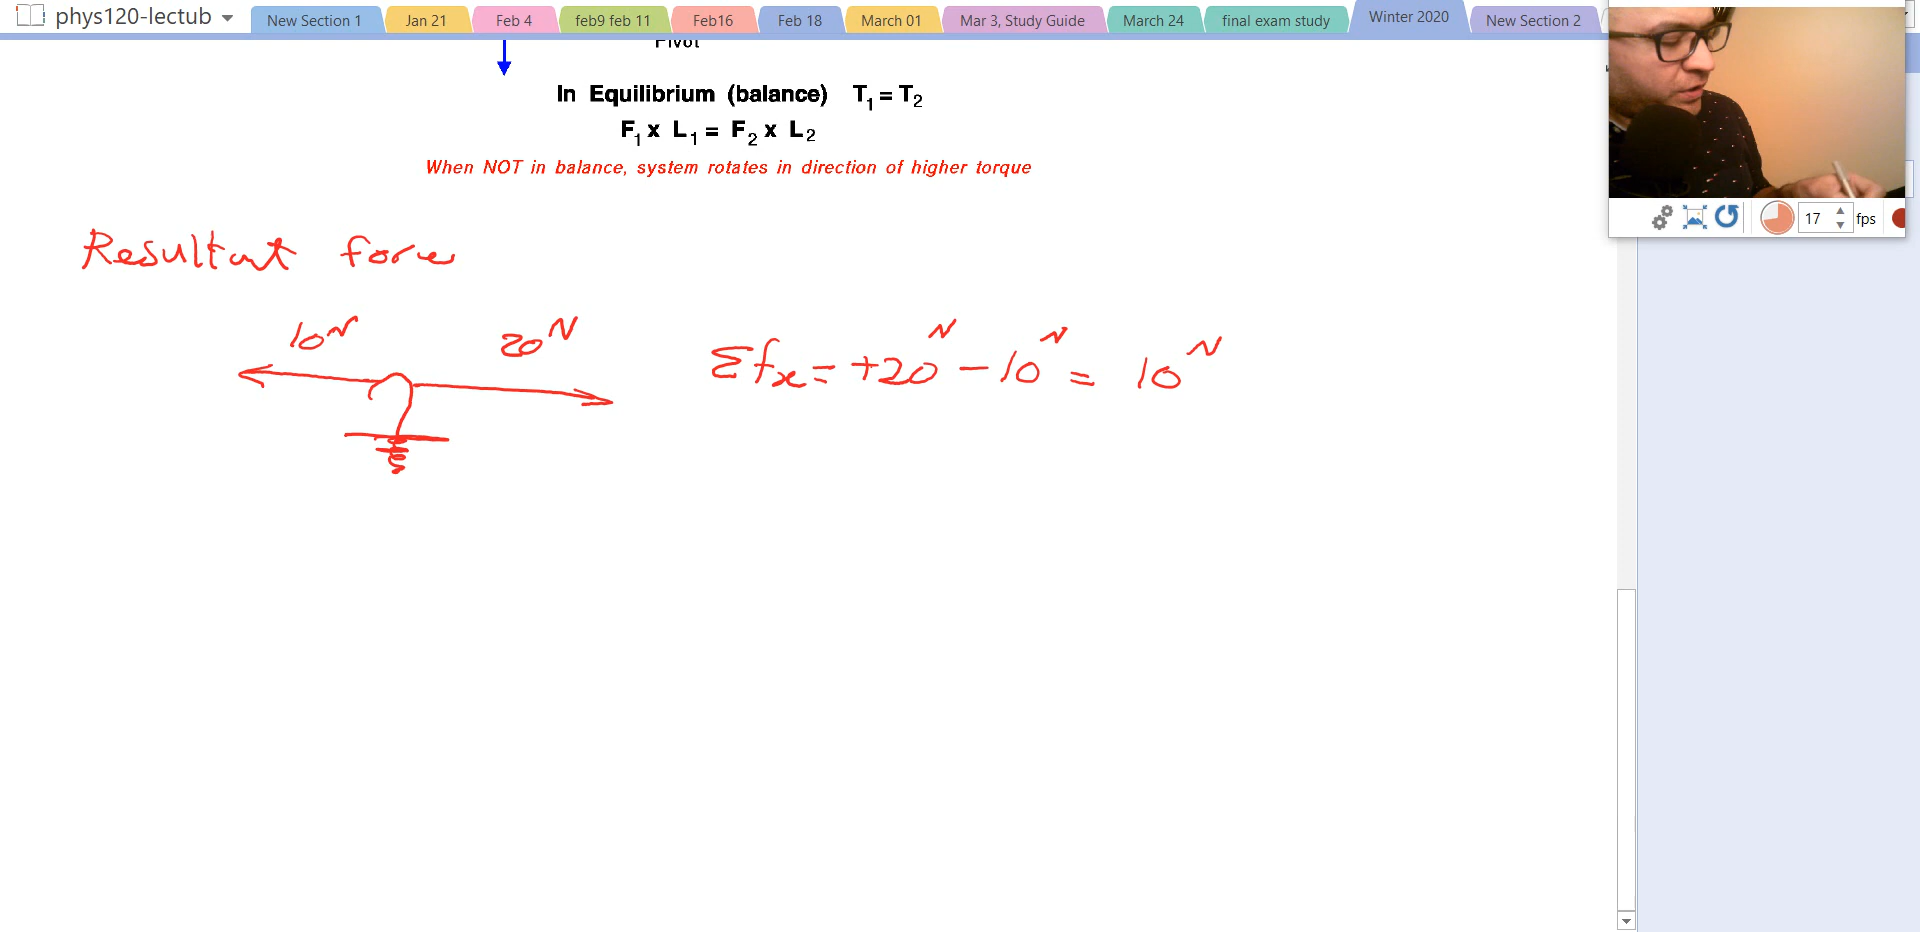 phys120-lectub
New Section 1 Jan 21 Feb 4 feb9 feb 11 Feb16 Feb 18 March 01 Mar 3, Study Guide March 24 final exam study Winter 2020 New Section 2
Pivot
In Equilibrium (balance) T1 = T2
F1 x L1 = F2 x L2
When NOT in balance, system rotates in direction of higher torque
17 fps
Resultant force
10N 20N
Σfx = +20N - 10N = 10N